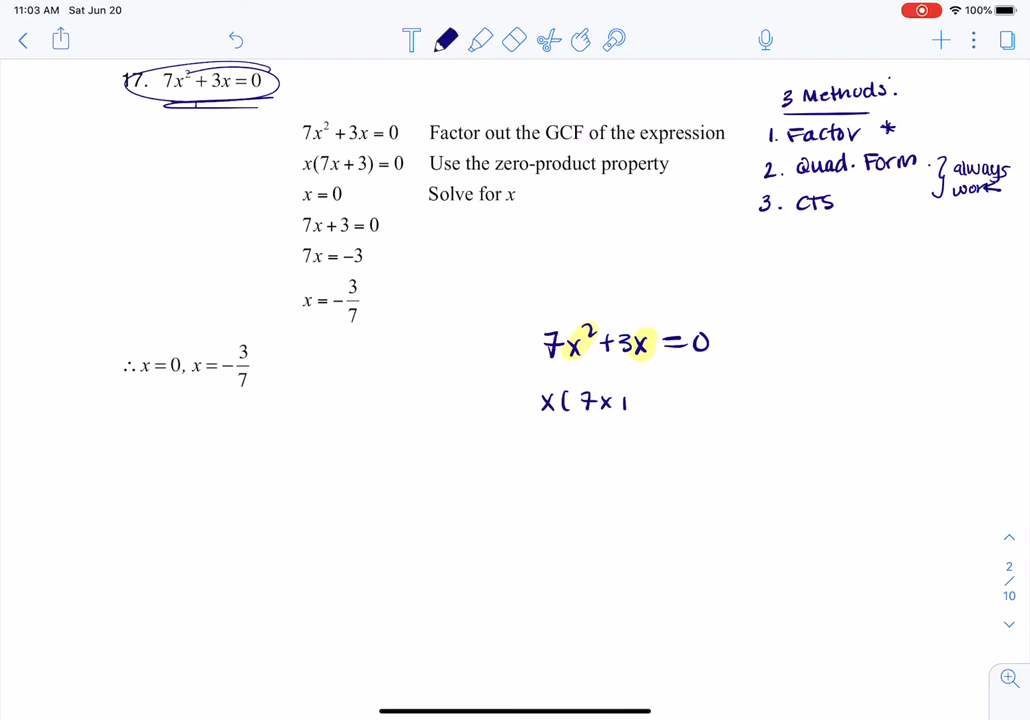 11:03 AM Sat Jun 20
100%
17. 7x² + 3x = 0
7x² + 3x = 0 Factor out the GCF of the expression
x(7x + 3) = 0 Use the zero-product property
x = 0 Solve for x
7x + 3 = 0
7x = −3
x = − 3/7
∴ x = 0, x = − 3/7
3 Methods:
1. Factor *
2. Quad. Form.
3. CTS
} always
work
7x² + 3x = 0
x ( 7x
2
/
10